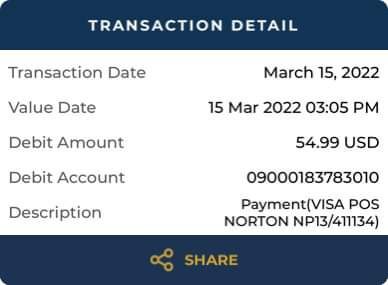 TRANSACTION DETAIL
Transaction Date March 15, 2022
Value Date 15 Mar 2022 03:05 PM
Debit Amount 54.99 USD
Debit Account 09000183783010
Description Payment(VISA POS
NORTON NP13/411134)
SHARE